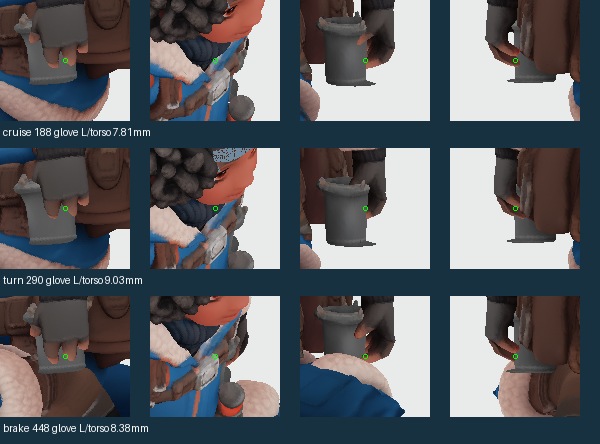 cruise 188 glove L/torso 7.81mm
turn 290 glove L/torso 9.03mm
brake 448 glove L/torso 8.38mm